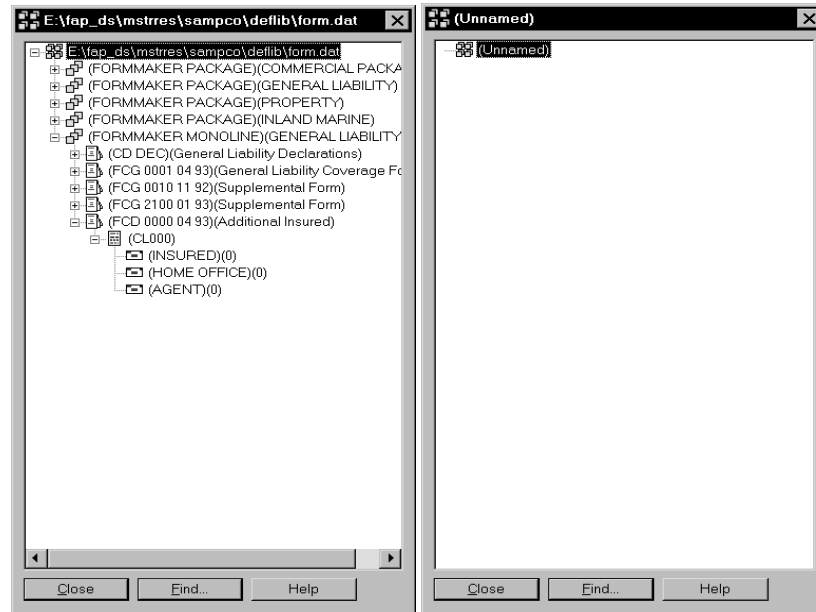 E:\fap_ds\mstrres\sampco\deflib\form.dat
E:\fap_ds\mstrres\sampco\deflib\form.dat
(FORMMAKER PACKAGE)(COMMERCIAL PACKA
(FORMMAKER PACKAGE)(GENERAL LIABILITY)
(FORMMAKER PACKAGE)(PROPERTY)
(FORMMAKER PACKAGE)(INLAND MARINE)
(FORMMAKER MONOLINE)(GENERAL LIABILITY
(CD DEC)(General Liability Declarations)
(FCG 0001 04 93)(General Liability Coverage Fo
(FCG 0010 11 92)(Supplemental Form)
(FCG 2100 01 93)(Supplemental Form)
(FCD 0000 04 93)(Additional Insured)
(CL000)
(INSURED)(0)
(HOME OFFICE)(0)
(AGENT)(0)
Close Find... Help
(Unnamed)
(Unnamed)
Close Find... Help